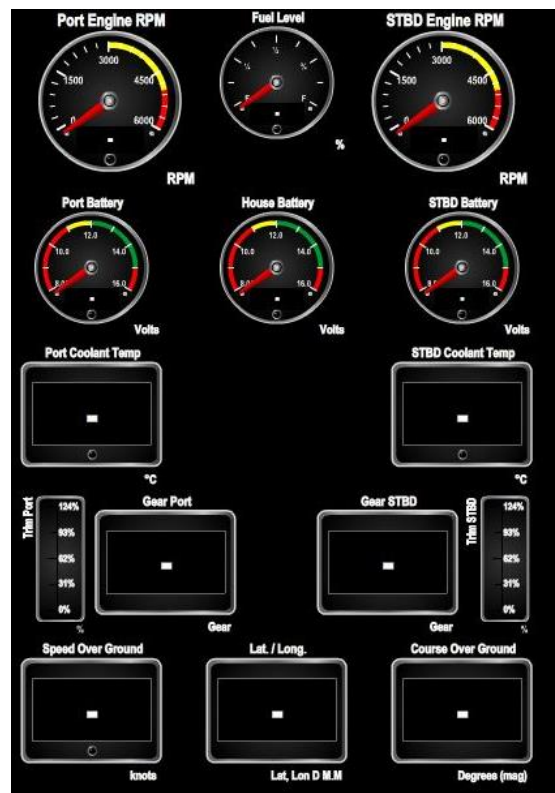 Port Engine RPM
Fuel Level
STBD Engine RPM
0
1500
3000
4500
6000
F
¼
½
¾
F
0
1500
3000
4500
6000
RPM
%
RPM
Port Battery
House Battery
STBD Battery
8.0
10.0
12.0
14.0
16.0
8.0
10.0
12.0
14.0
16.0
8.0
10.0
12.0
14.0
16.0
Volts
Volts
Volts
Port Coolant Temp
STBD Coolant Temp
-
-
°C
°C
Trim Port
124%
93%
62%
31%
0%
%
Gear Port
-
Gear
Gear STBD
-
Gear
Trim STBD
124%
93%
62%
31%
0%
%
Speed Over Ground
Lat. / Long.
Course Over Ground
-
-
-
knots
Lat, Lon D M.M
Degrees (mag)